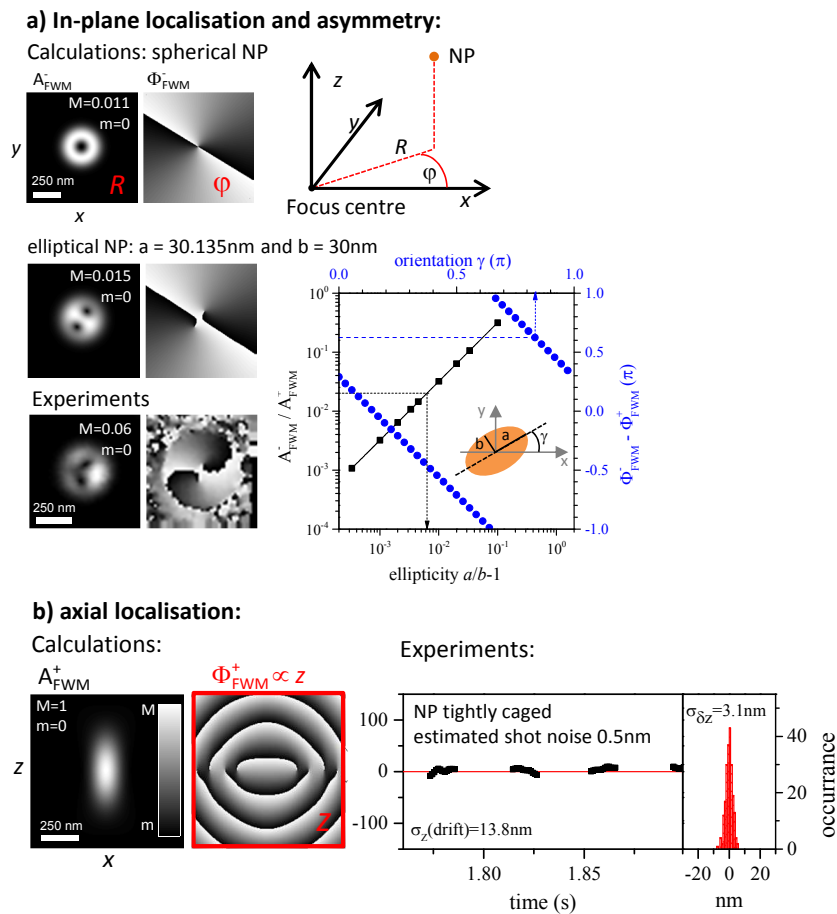 a) In-plane localisation and asymmetry:
Calculations: spherical NP
A⁻FWM
Φ⁻FWM
M=0.011
m=0
y
250 nm
R
φ
x
z
NP
y
R
φ
x
Focus centre
elliptical NP: a = 30.135nm and b = 30nm
M=0.015
m=0
Experiments
M=0.06
m=0
250 nm
orientation γ (π)
0.0 0.5 1.0
10⁰
10⁻¹
10⁻²
10⁻³
10⁻⁴
A⁻FWM / A⁺FWM
1.0
0.5
0.0
-0.5
-1.0
Φ⁻FWM - Φ⁺FWM (π)
y
b
a
γ
x
10⁻³ 10⁻² 10⁻¹ 10⁰
ellipticity a/b-1
b) axial localisation:
Calculations:
Experiments:
A⁺FWM
Φ⁺FWM ∝ z
M=1
m=0
M
m
z
250 nm
x
z
100
0
-100
NP tightly caged
estimated shot noise 0.5nm
σz(drift)=13.8nm
1.80 1.85
time (s)
σδz=3.1nm
40
20
0
occurrance
-20 0 20
nm